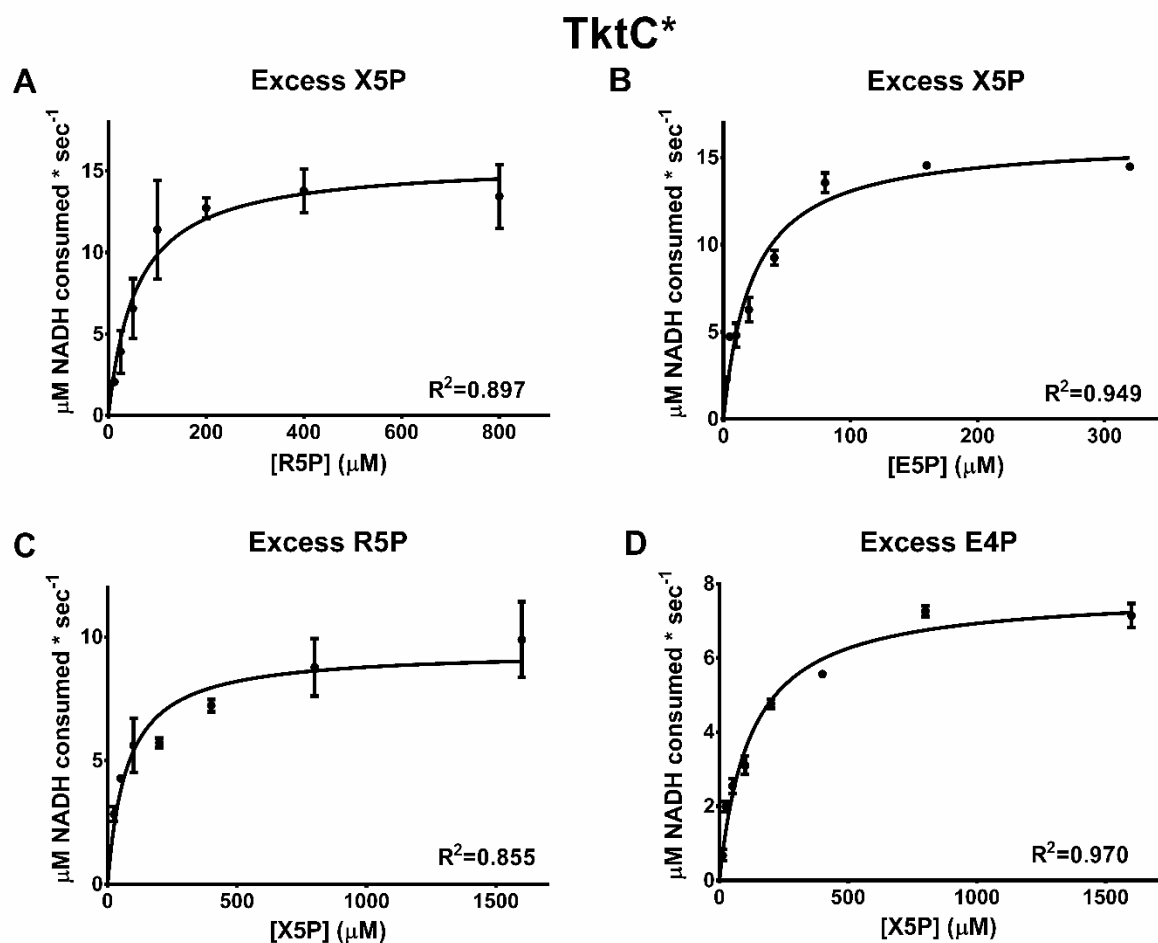 TktC*
A
Excess X5P
μM NADH consumed * sec⁻¹
15
10
5
0
R²=0.897
0 200 400 600 800
[R5P] (μM)
B
Excess X5P
μM NADH consumed * sec⁻¹
15
10
5
0
R²=0.949
0 100 200 300
[E5P] (μM)
C
Excess R5P
μM NADH consumed * sec⁻¹
10
5
0
R²=0.855
0 500 1000 1500
[X5P] (μM)
D
Excess E4P
μM NADH consumed * sec⁻¹
8
6
4
2
0
R²=0.970
0 500 1000 1500
[X5P] (μM)